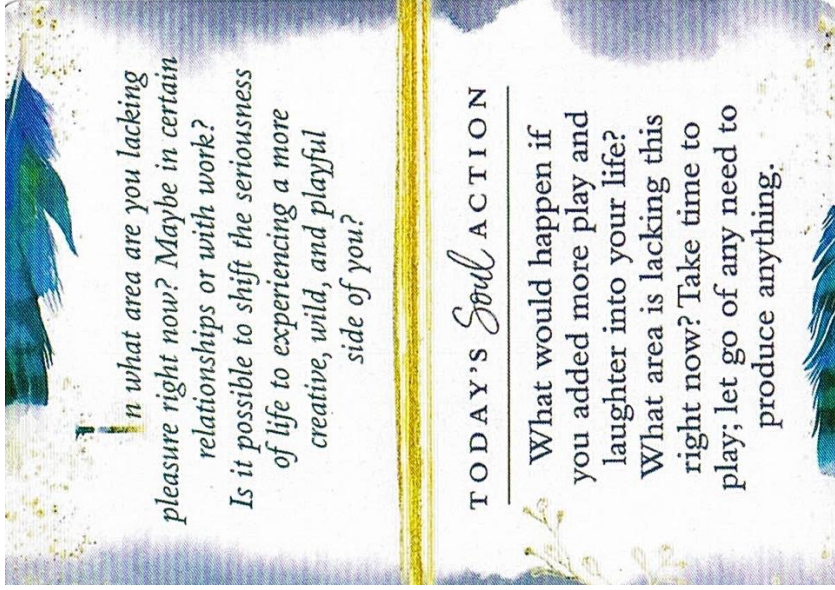 In what area are you lacking
pleasure right now? Maybe in certain
relationships or with work?
Is it possible to shift the seriousness
of life to experiencing a more
creative, wild, and playful
side of you?
TODAY'S Soul ACTION
What would happen if
you added more play and
laughter into your life?
What area is lacking this
right now? Take time to
play; let go of any need to
produce anything.